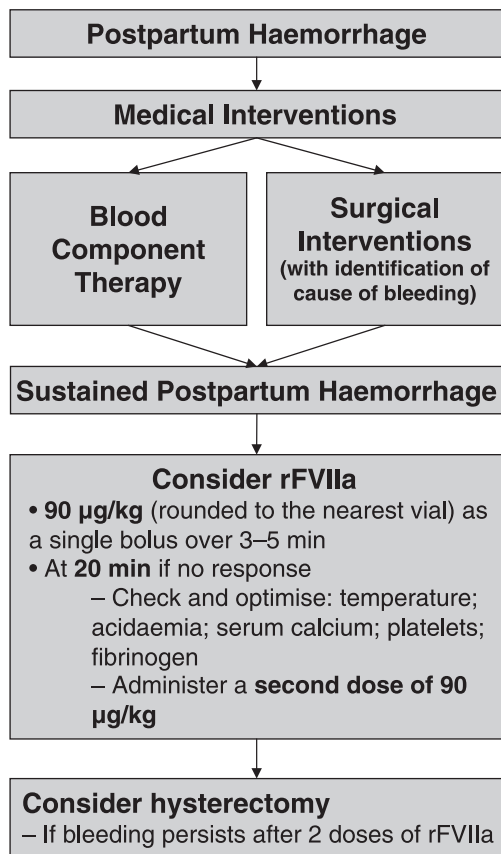 Postpartum Haemorrhage
Medical Interventions
Blood
Component
Therapy
Surgical
Interventions
(with identification of
cause of bleeding)
Sustained Postpartum Haemorrhage
Consider rFVIIa
• 90 µg/kg (rounded to the nearest vial) as
a single bolus over 3–5 min
• At 20 min if no response
– Check and optimise: temperature;
acidaemia; serum calcium; platelets;
fibrinogen
– Administer a second dose of 90
µg/kg
Consider hysterectomy
– If bleeding persists after 2 doses of rFVIIa